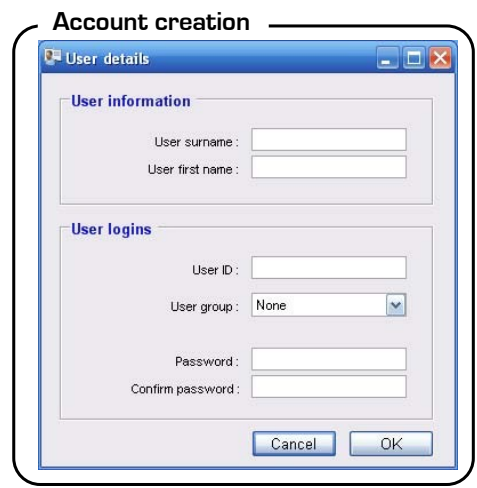 Account creation
User details
User information
User surname :
User first name :
User logins
User ID :
User group : None
Password :
Confirm password :
Cancel OK